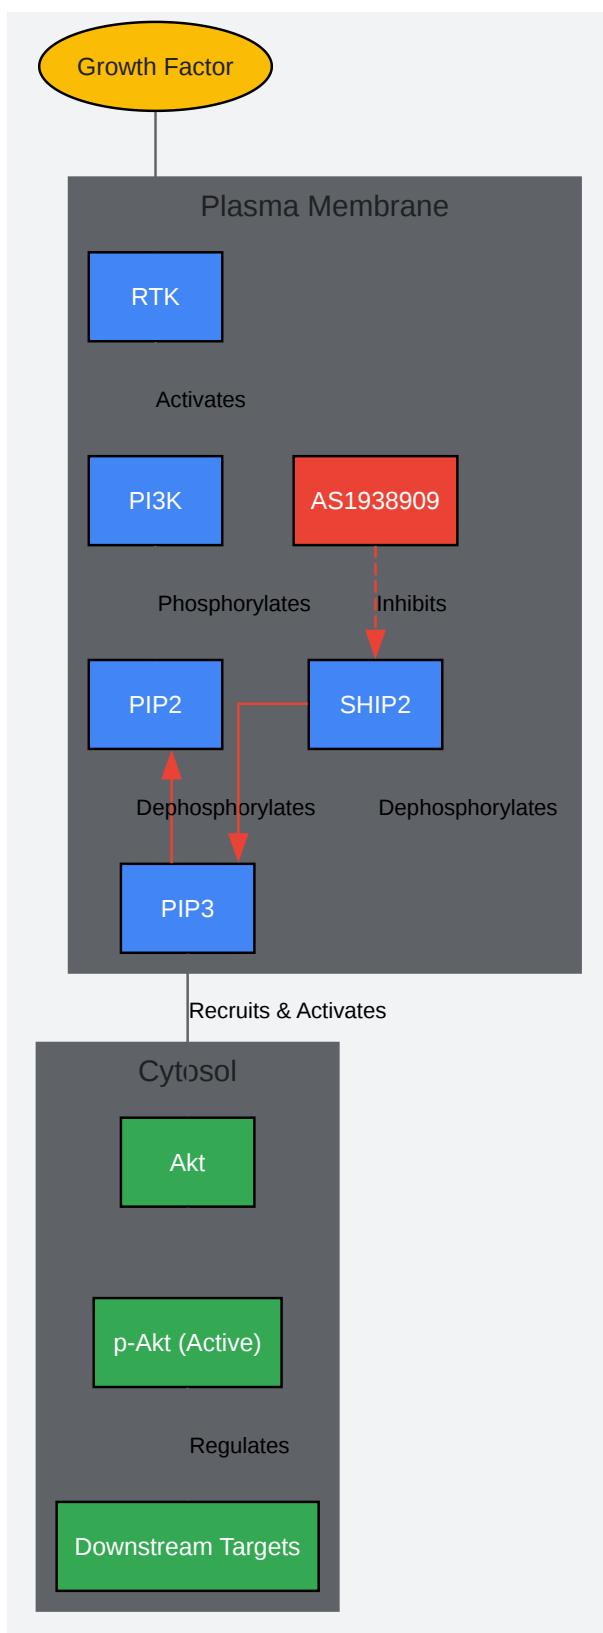 Growth Factor
Plasma Membrane
RTK
Activates
PI3K
AS1938909
Phosphorylates
Inhibits
PIP2
SHIP2
Dephosphorylates
Dephosphorylates
PIP3
Recruits & Activates
Cytosol
Akt
p-Akt (Active)
Regulates
Downstream Targets